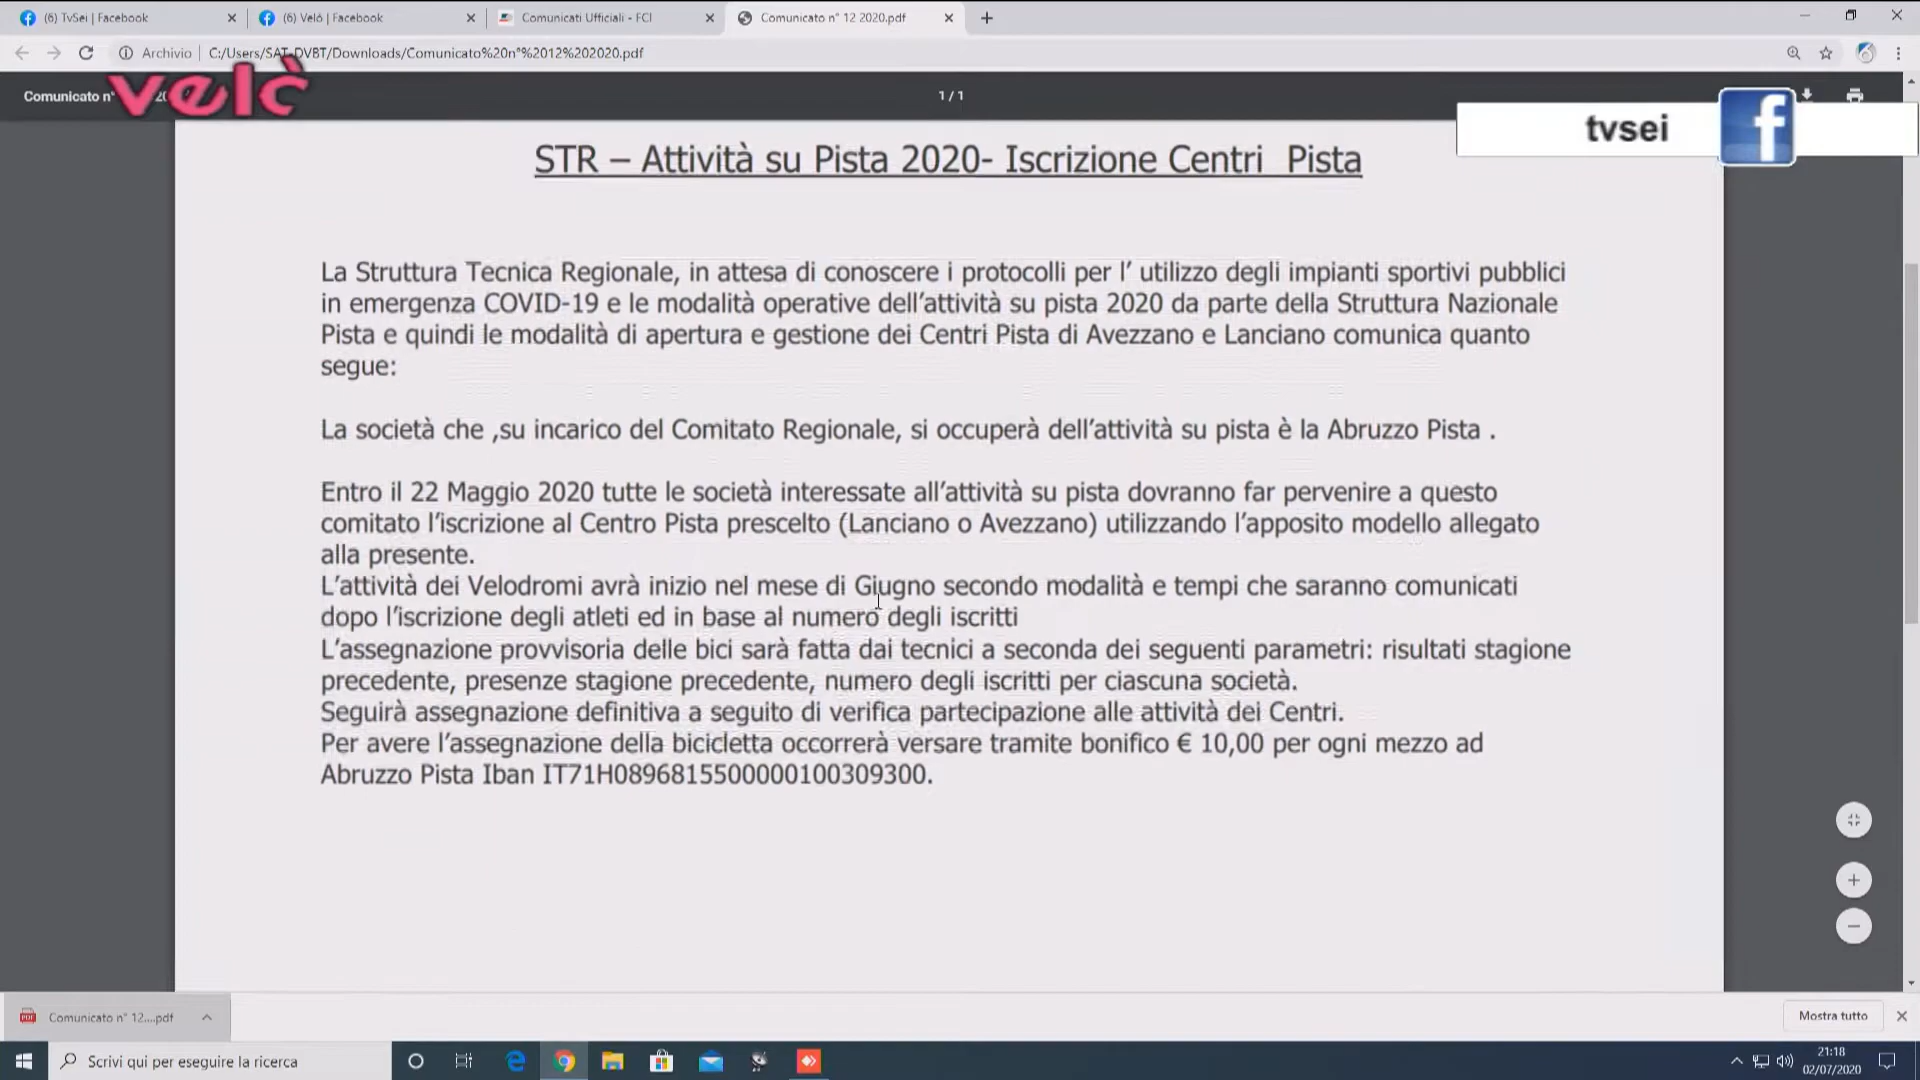 (6) TvSei | Facebook
(6) Velò | Facebook
Comunicati Ufficiali - FCI
Comunicato n° 12 2020.pdf
Archivio
C:/Users/SAT-DVBT/Downloads/Comunicato%20n°%2012%202020.pdf
Comunicato n°
velò
1 / 1
tvsei
STR – Attività su Pista 2020- Iscrizione Centri Pista
La Struttura Tecnica Regionale, in attesa di conoscere i protocolli per l’ utilizzo degli impianti sportivi pubblici
in emergenza COVID-19 e le modalità operative dell’attività su pista 2020 da parte della Struttura Nazionale
Pista e quindi le modalità di apertura e gestione dei Centri Pista di Avezzano e Lanciano comunica quanto
segue:
La società che ,su incarico del Comitato Regionale, si occuperà dell’attività su pista è la Abruzzo Pista .
Entro il 22 Maggio 2020 tutte le società interessate all’attività su pista dovranno far pervenire a questo
comitato l’iscrizione al Centro Pista prescelto (Lanciano o Avezzano) utilizzando l’apposito modello allegato
alla presente.
L’attività dei Velodromi avrà inizio nel mese di Giugno secondo modalità e tempi che saranno comunicati
dopo l’iscrizione degli atleti ed in base al numero degli iscritti
L’assegnazione provvisoria delle bici sarà fatta dai tecnici a seconda dei seguenti parametri: risultati stagione
precedente, presenze stagione precedente, numero degli iscritti per ciascuna società.
Seguirà assegnazione definitiva a seguito di verifica partecipazione alle attività dei Centri.
Per avere l’assegnazione della bicicletta occorrerà versare tramite bonifico € 10,00 per ogni mezzo ad
Abruzzo Pista Iban IT71H0896815500000100309300.
Comunicato n° 12....pdf
Mostra tutto
Scrivi qui per eseguire la ricerca
21:18
02/07/2020